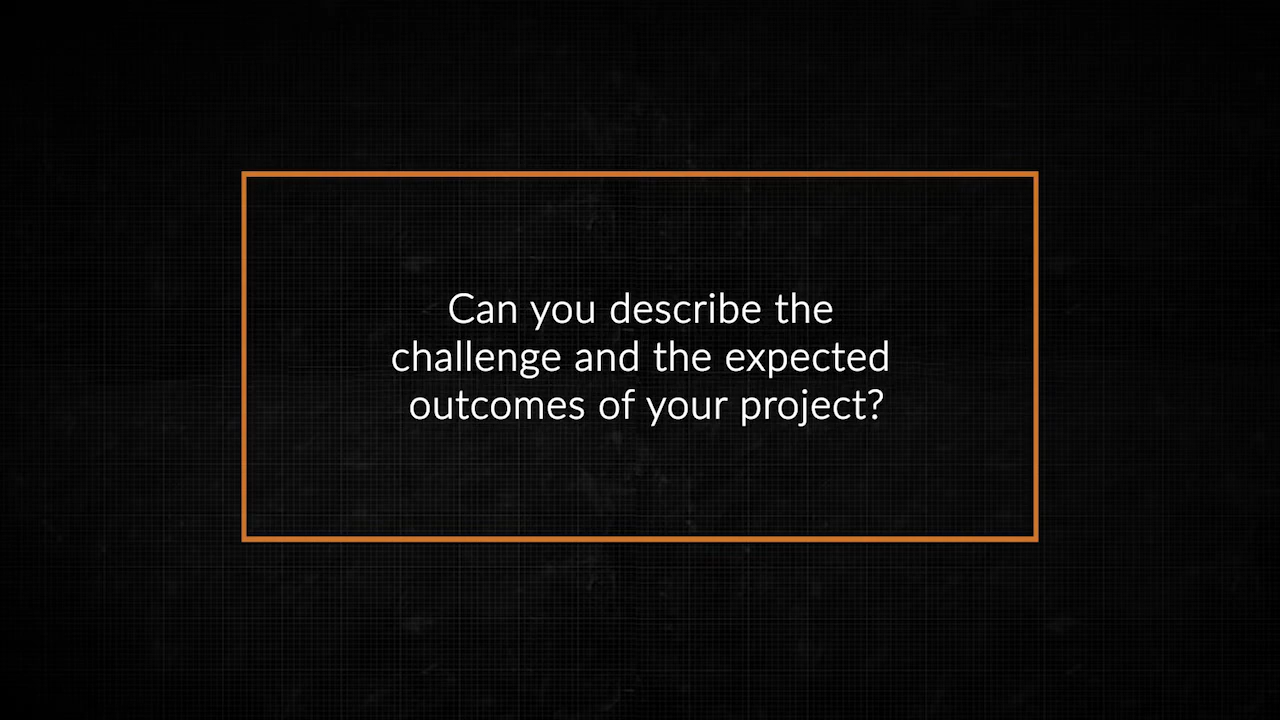 Can you describe the
challenge and the expected
outcomes of your project?